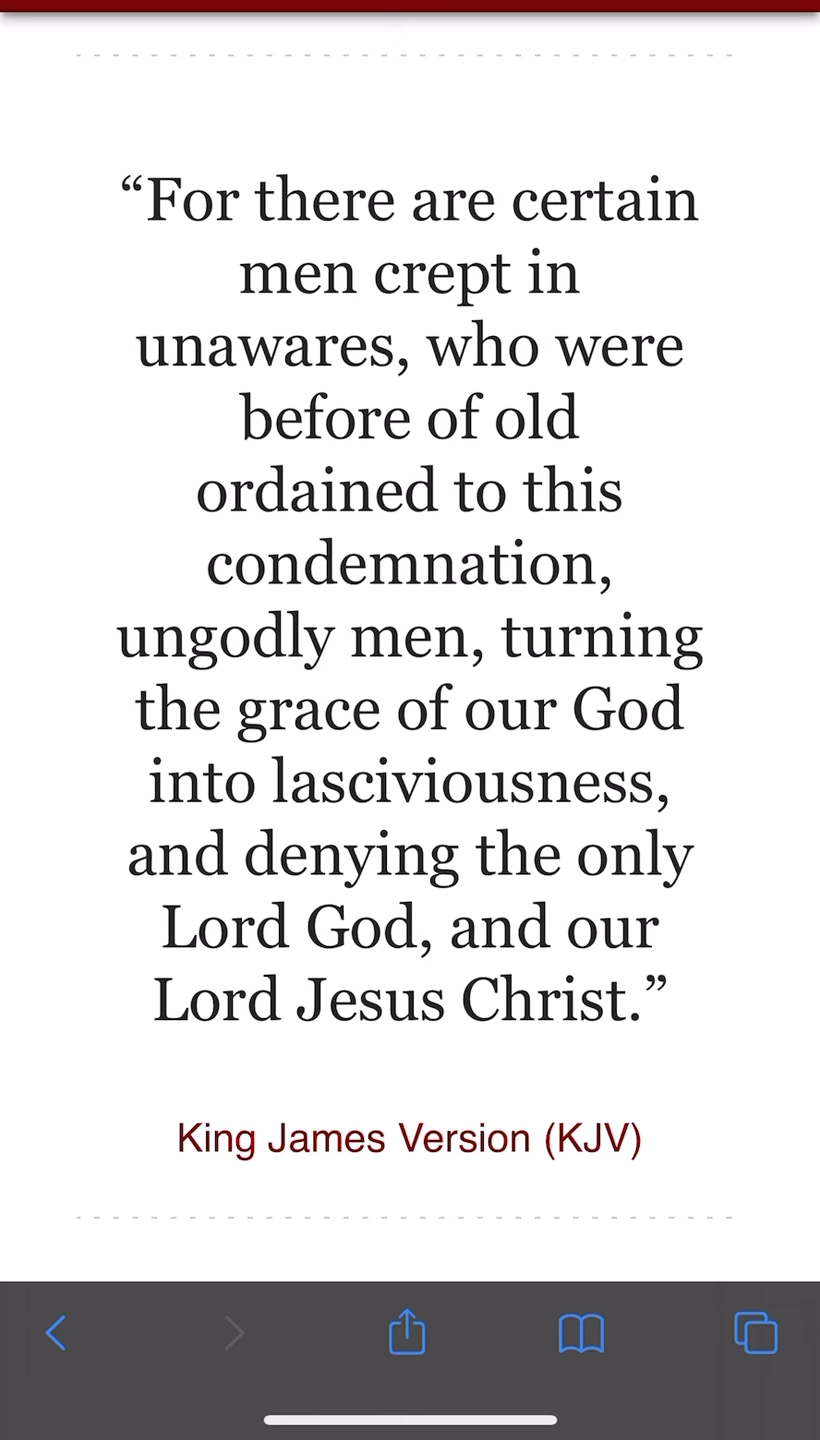 “For there are certain
men crept in
unawares, who were
before of old
ordained to this
condemnation,
ungodly men, turning
the grace of our God
into lasciviousness,
and denying the only
Lord God, and our
Lord Jesus Christ.”
King James Version (KJV)